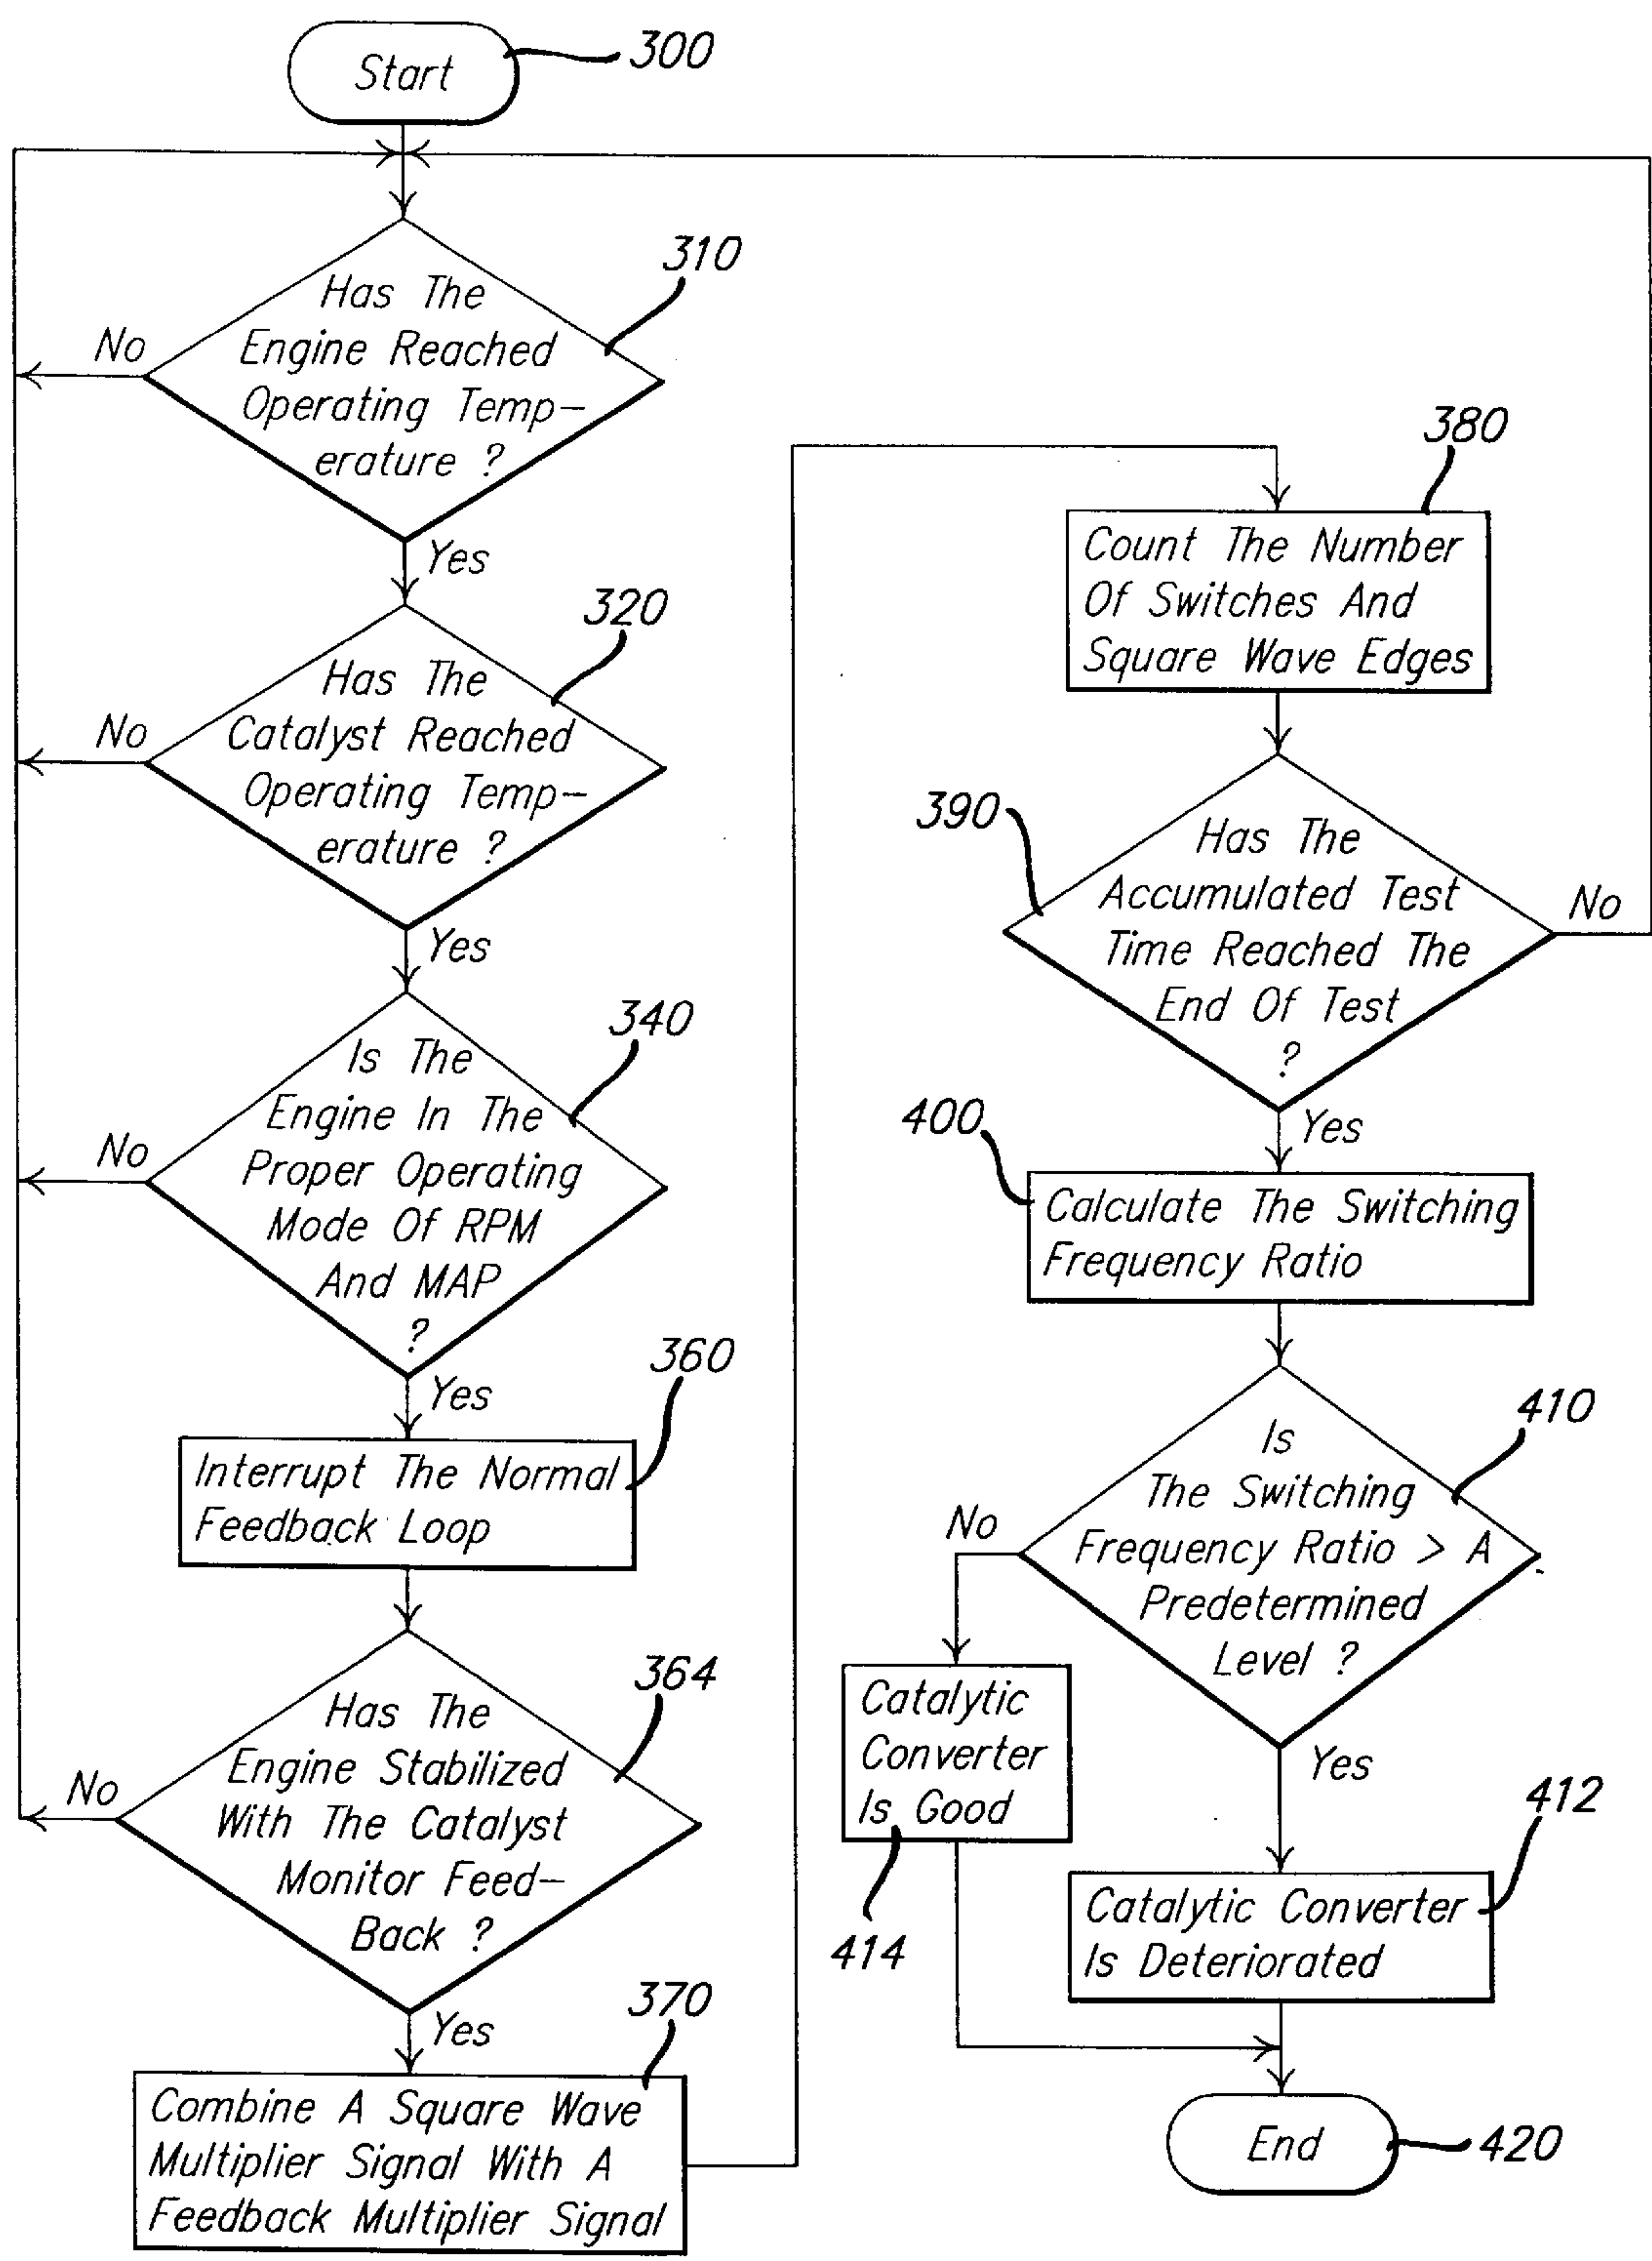 Start
300
Has The
Engine Reached
Operating Temp-
erature ?
310
No
Yes
Has The
Catalyst Reached
Operating Temp-
erature ?
320
No
Yes
Is The
Engine In The
Proper Operating
Mode Of RPM
And MAP
?
340
No
Yes
Interrupt The Normal
Feedback Loop
360
Has The
Engine Stabilized
With The Catalyst
Monitor Feed-
Back ?
364
No
Yes
Combine A Square Wave
Multiplier Signal With A
Feedback Multiplier Signal
370
Count The Number
Of Switches And
Square Wave Edges
380
Has The
Accumulated Test
Time Reached The
End Of Test
?
390
No
Yes
Calculate The Switching
Frequency Ratio
400
Is
The Switching
Frequency Ratio > A
Predetermined
Level ?
410
No
Yes
Catalytic
Converter
Is Good
414
Catalytic Converter
Is Deteriorated
412
End
420